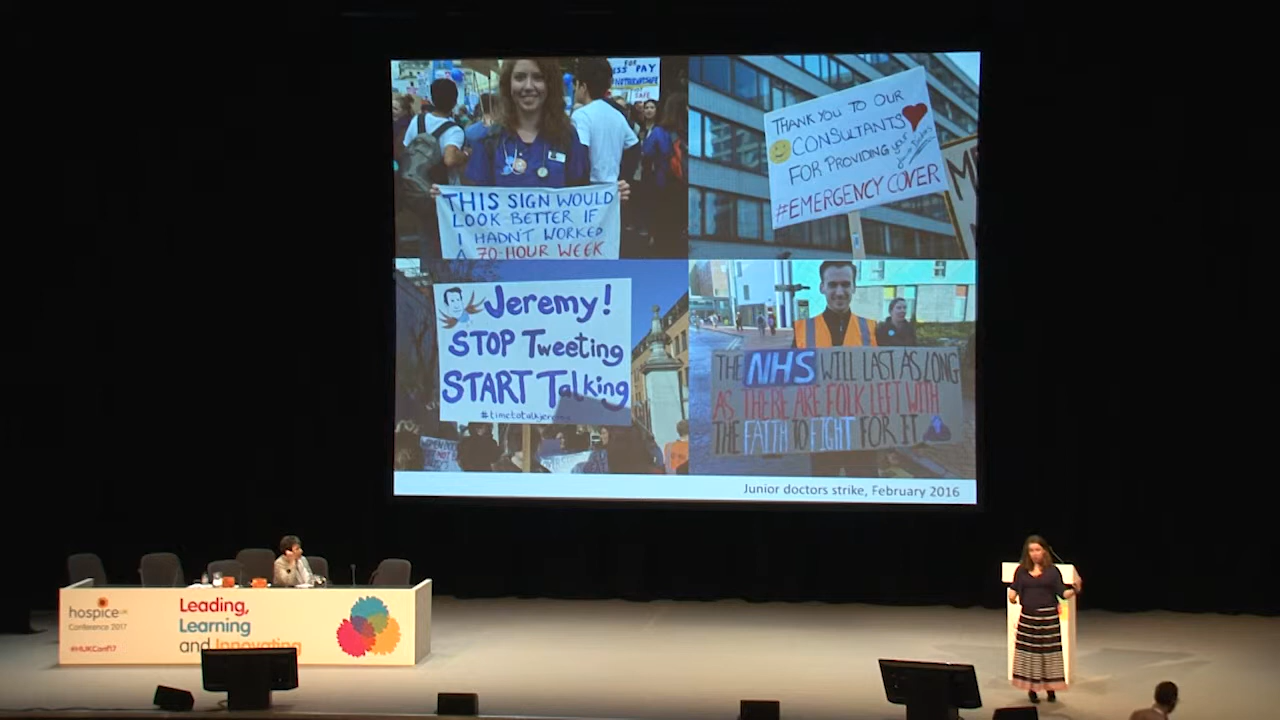 SS PAY
THIS SIGN WOULD
LOOK BETTER IF
I HADN'T WORKED
A 70-HOUR WEEK
THANK YOU TO OUR
CONSULTANTS
FOR PROVIDING your
#EMERGENCY COVER
Jeremy!
STOP Tweeting
START Talking
THE NHS WILL LAST AS LONG
AS THERE ARE FOLK LEFT WITH
THE FAITH TO FIGHT FOR IT
Junior doctors strike, February 2016
hospice UK
Conference 2017
#HUKConf17
Leading,
Learning
and Innovating